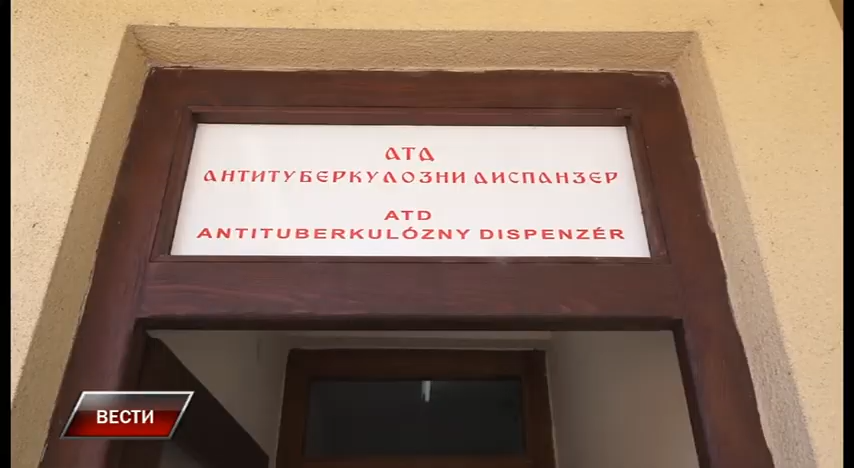 АТД
АНТИТУБЕРКУЛОЗНИ ДИСПАНЗЕР
ATD
ANTITUBERKULÓZNY DISPENZÉR
ВЕСТИ